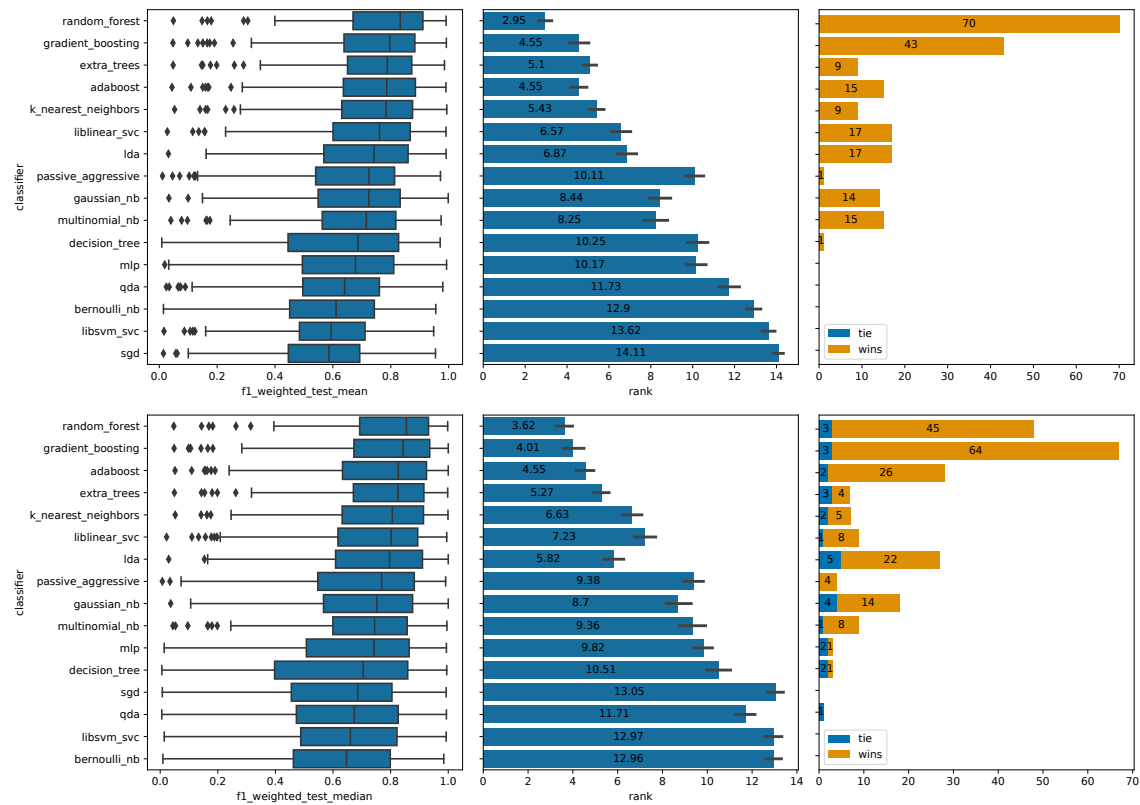 random_forest 2.95 70
gradient_boosting 4.55 43
extra_trees 5.1 9
adaboost 4.55 15
k_nearest_neighbors 5.43 9
liblinear_svc 6.57 17
lda 6.87 17
passive_aggressive 10.11 1
gaussian_nb 8.44 14
multinomial_nb 8.25 15
decision_tree 10.25 1
mlp 10.17
qda 11.73
bernoulli_nb 12.9
libsvm_svc 13.62
sgd 14.11
classifier
tie
wins
0.0 0.2 0.4 0.6 0.8 1.0
f1_weighted_test_mean
0 2 4 6 8 10 12 14
rank
0 10 20 30 40 50 60 70
random_forest 3.62 3 45
gradient_boosting 4.01 3 64
adaboost 4.55 2 26
extra_trees 5.27 3 4
k_nearest_neighbors 6.63 2 5
liblinear_svc 7.23 1 8
lda 5.82 5 22
passive_aggressive 9.38 4
gaussian_nb 8.7 4 14
multinomial_nb 9.36 1 8
mlp 9.82 2 1
decision_tree 10.51 2 1
sgd 13.05
qda 11.71 1
libsvm_svc 12.97
bernoulli_nb 12.96
classifier
tie
wins
0.0 0.2 0.4 0.6 0.8 1.0
f1_weighted_test_median
0 2 4 6 8 10 12 14
rank
0 10 20 30 40 50 60 70